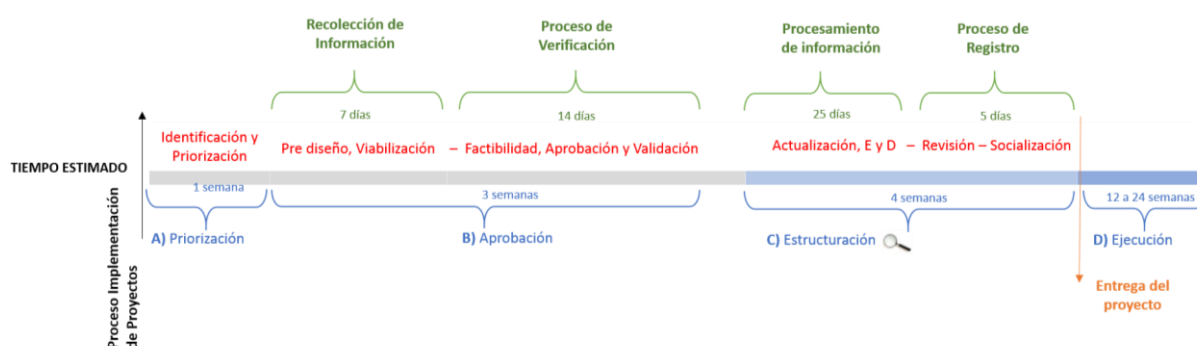 Recolección de
Información
Proceso de
Verificación
Procesamiento
de información
Proceso de
Registro
7 días
14 días
25 días
5 días
Identificación y
Priorización
Pre diseño, Viabilización
– Factibilidad, Aprobación y Validación
Actualización, E y D – Revisión – Socialización
TIEMPO ESTIMADO
1 semana
3 semanas
4 semanas
12 a 24 semanas
A) Priorización
B) Aprobación
C) Estructuración
D) Ejecución
Proceso Implementación
de Proyectos
Entrega del
proyecto